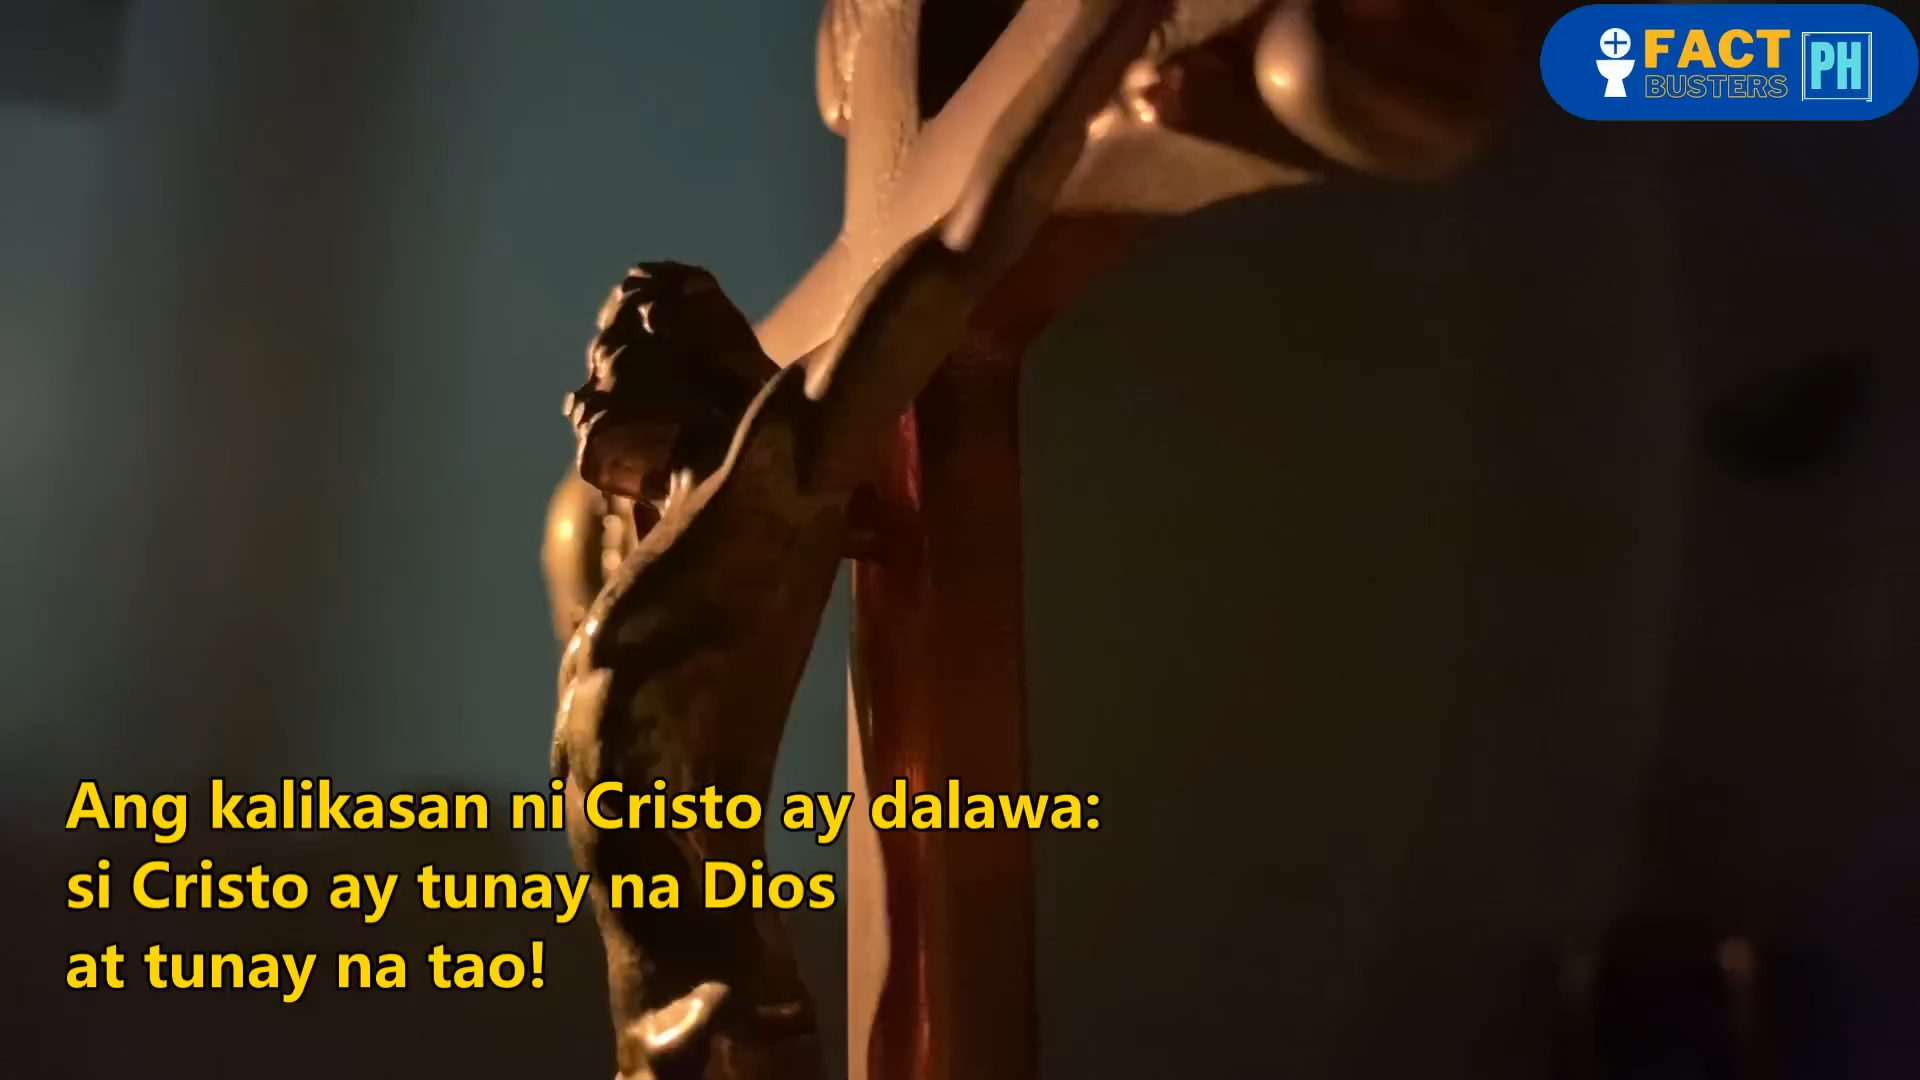 FACT
BUSTERS
PH
Ang kalikasan ni Cristo ay dalawa:
si Cristo ay tunay na Dios
at tunay na tao!